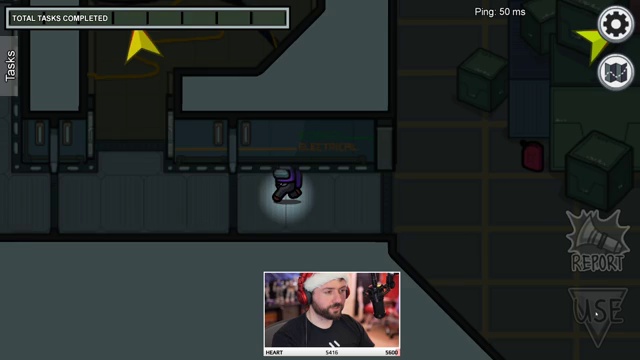 TOTAL TASKS COMPLETED
Ping: 50 ms
Tasks
ELECTRICAL
REPORT
USE
HEART 5416 5600